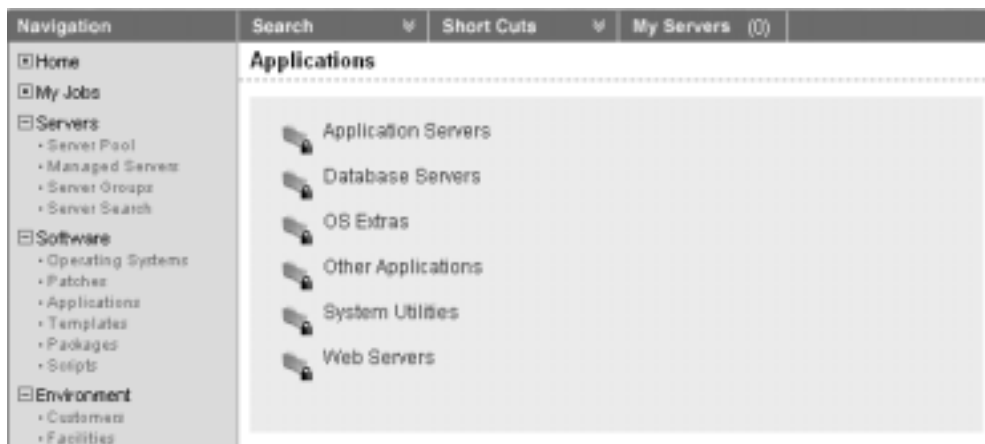 Navigation
Search
Short Cuts
My Servers (0)
Home
My Jobs
Servers
Server Pool
Managed Servers
Server Groups
Server Search
Software
Operating Systems
Patches
Applications
Templates
Packages
Scripts
Environment
Customers
Facilities
Applications
Application Servers
Database Servers
OS Extras
Other Applications
System Utilities
Web Servers